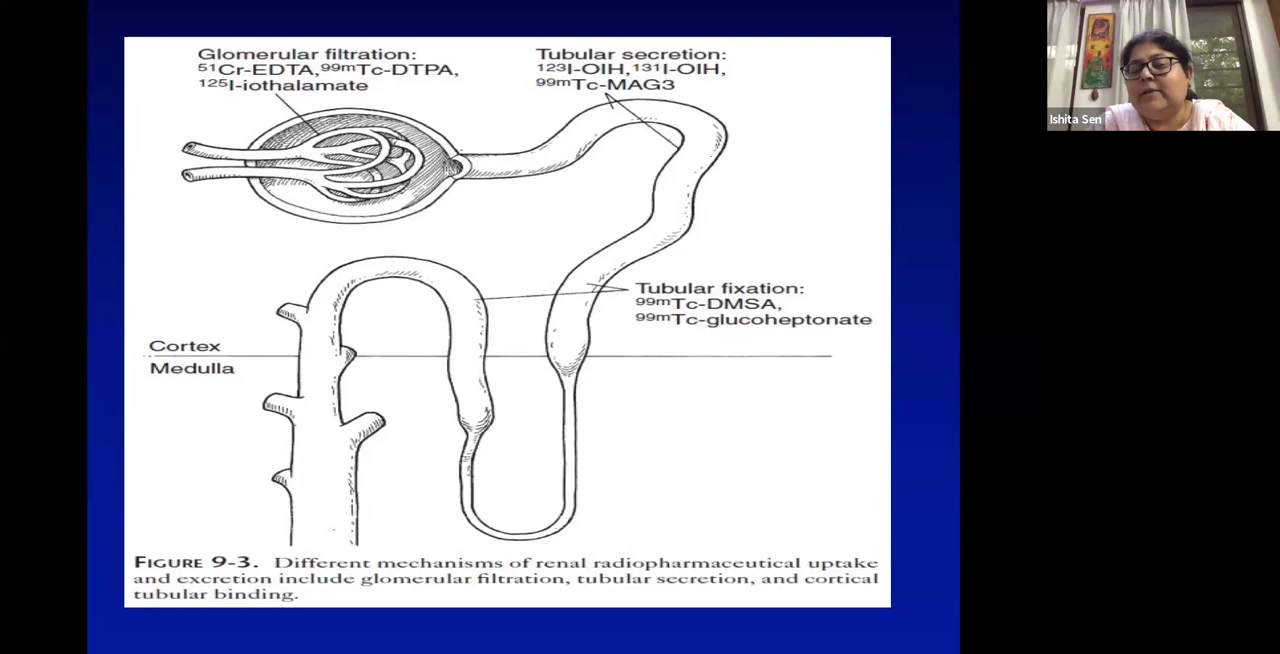 Glomerular filtration:
⁵¹Cr-EDTA, ⁹⁹ᵐTc-DTPA,
¹²⁵I-iothalamate
Tubular secretion:
¹²³I-OIH, ¹³¹I-OIH,
⁹⁹ᵐTc-MAG3
Ishita Sen
Tubular fixation:
⁹⁹ᵐTc-DMSA,
⁹⁹ᵐTc-glucoheptonate
Cortex
Medulla
FIGURE 9-3. Different mechanisms of renal radiopharmaceutical uptake
and excretion include glomerular filtration, tubular secretion, and cortical
tubular binding.